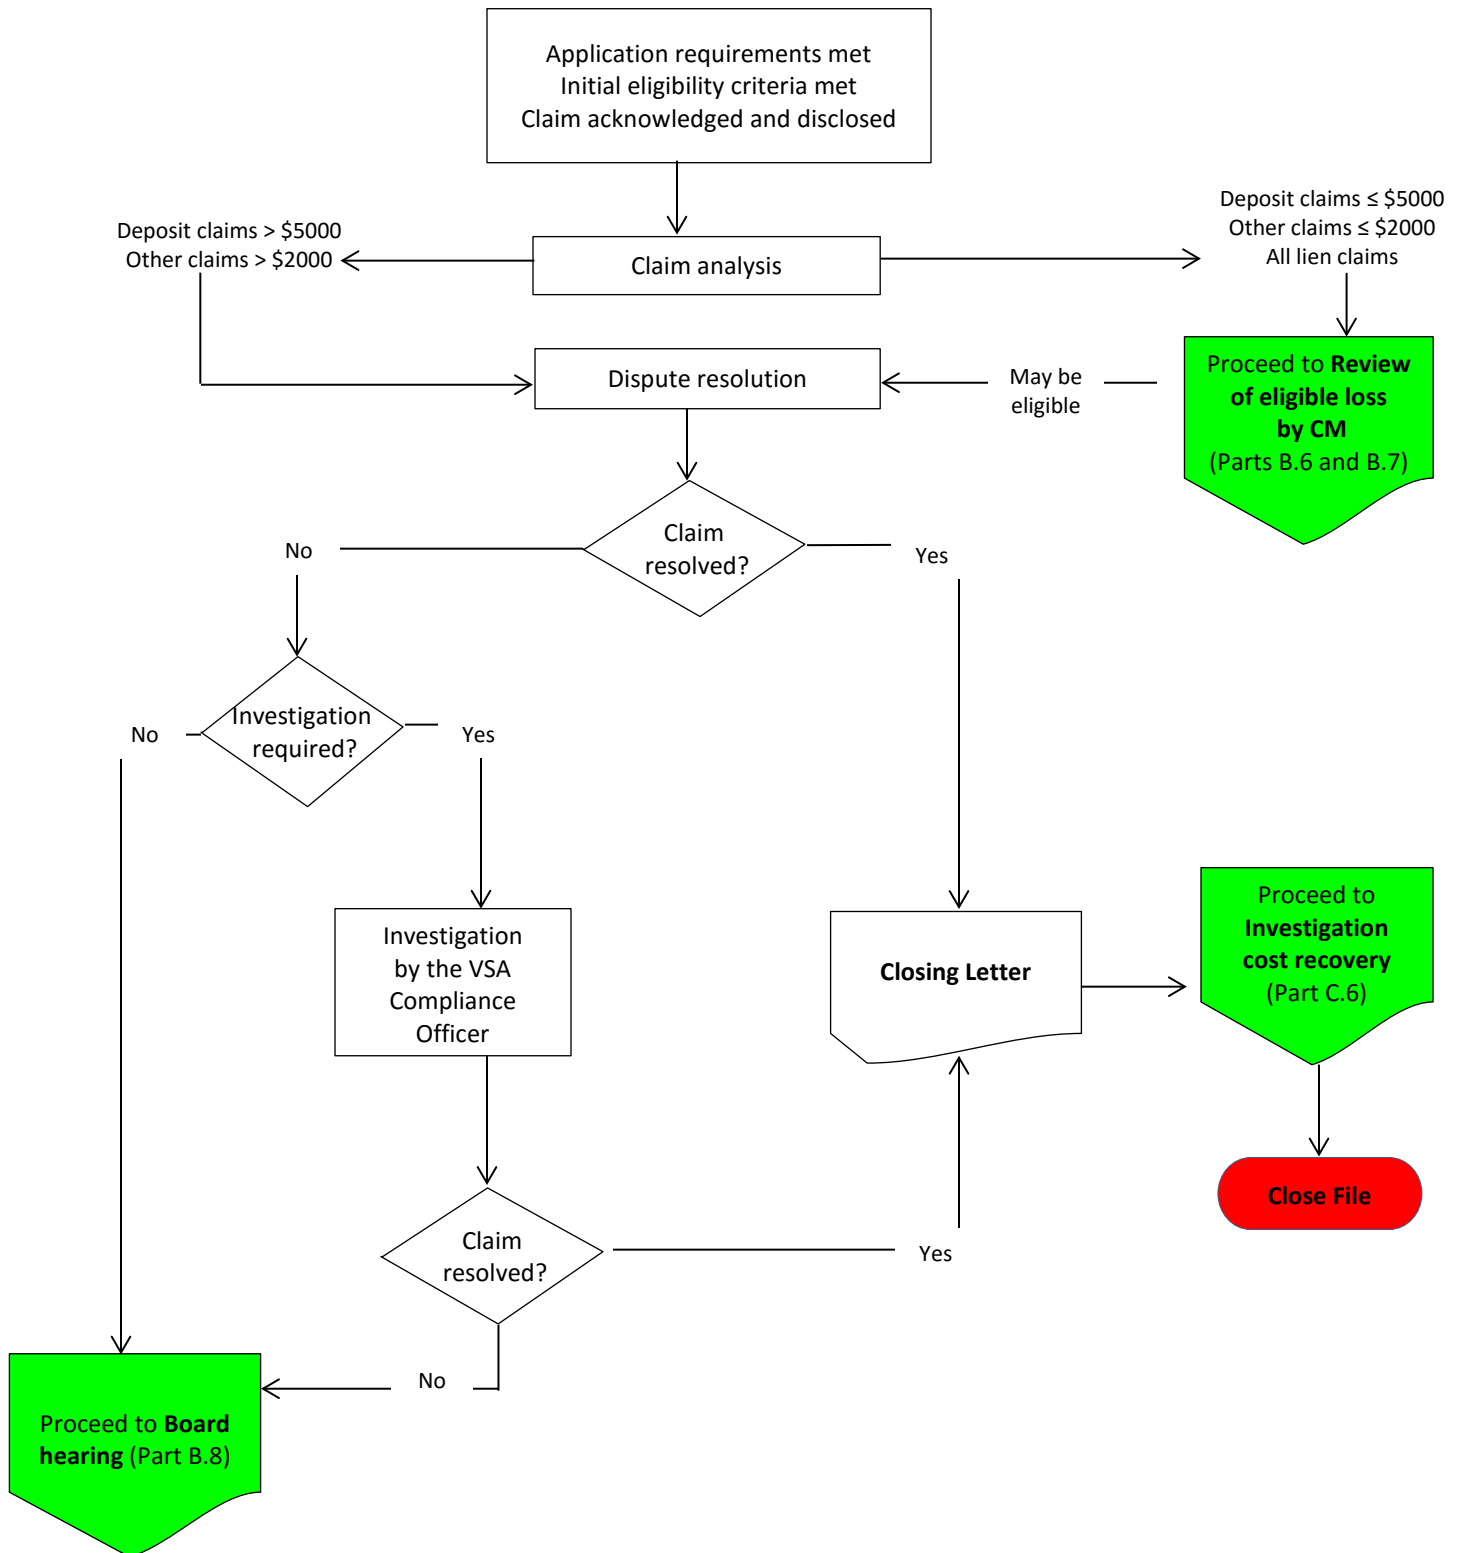 Application requirements met
Initial eligibility criteria met
Claim acknowledged and disclosed
Deposit claims > $5000
Other claims > $2000
Claim analysis
Deposit claims ≤ $5000
Other claims ≤ $2000
All lien claims
Dispute resolution
May be
eligible
Proceed to Review
of eligible loss
by CM
(Parts B.6 and B.7)
Claim
resolved?
No
Yes
Investigation
required?
No
Yes
Investigation
by the VSA
Compliance
Officer
Closing Letter
Proceed to
Investigation
cost recovery
(Part C.6)
Close File
Claim
resolved?
Yes
No
Proceed to Board
hearing (Part B.8)